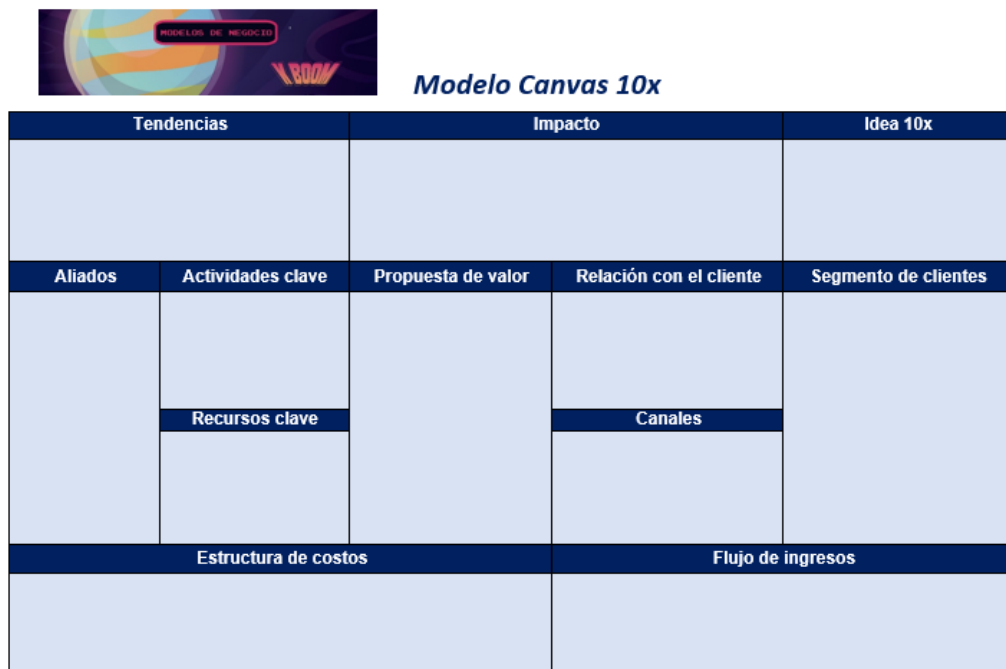 MODELOS DE NEGOCIO
X BOOM
Modelo Canvas 10x
Tendencias
Impacto
Idea 10x
Aliados
Actividades clave
Propuesta de valor
Relación con el cliente
Segmento de clientes
Recursos clave
Canales
Estructura de costos
Flujo de ingresos